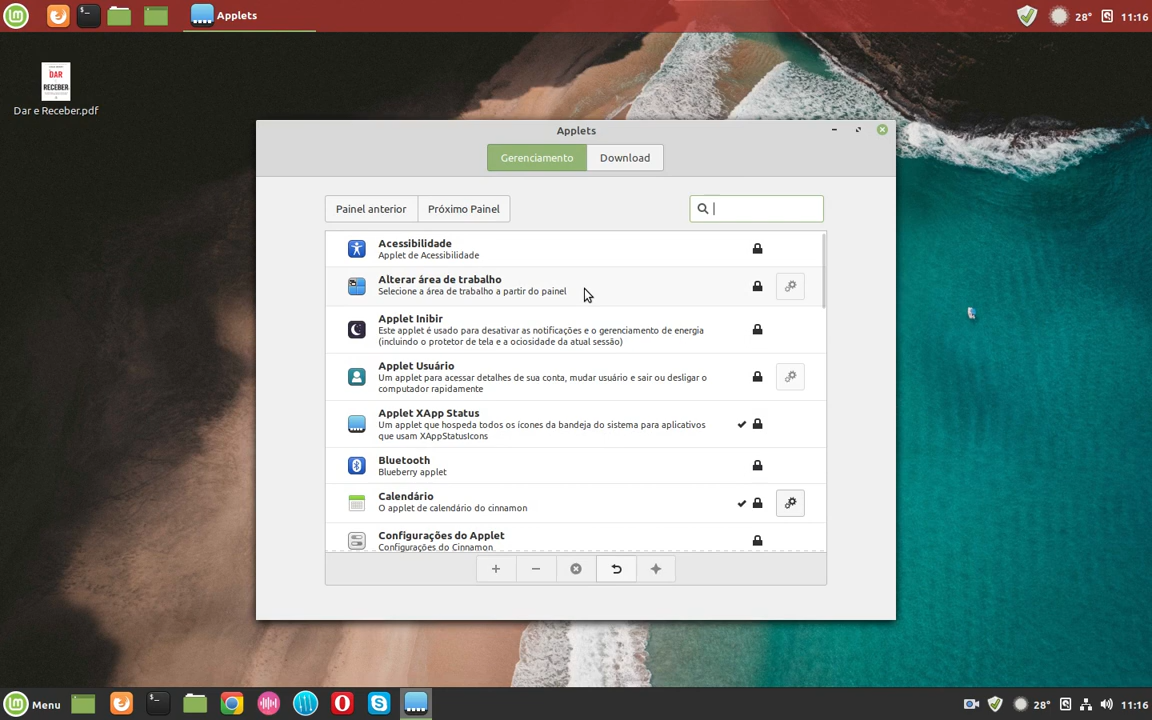 Applets
28°
11:16
DAR
RECEBER
Dar e Receber.pdf
Applets
Gerenciamento
Download
Painel anterior
Próximo Painel
Acessibilidade
Applet de Acessibilidade
Alterar área de trabalho
Selecione a área de trabalho a partir do painel
Applet Inibir
Este applet é usado para desativar as notificações e o gerenciamento de energia
(incluindo o protetor de tela e a ociosidade da atual sessão)
Applet Usuário
Um applet para acessar detalhes de sua conta, mudar usuário e sair ou desligar o
computador rapidamente
Applet XApp Status
Um applet que hospeda todos os ícones da bandeja do sistema para aplicativos
que usam XAppStatusIcons
Bluetooth
Blueberry applet
Calendário
O applet de calendário do cinnamon
Configurações do Applet
Configurações do Cinnamon
Menu
28°
11:16